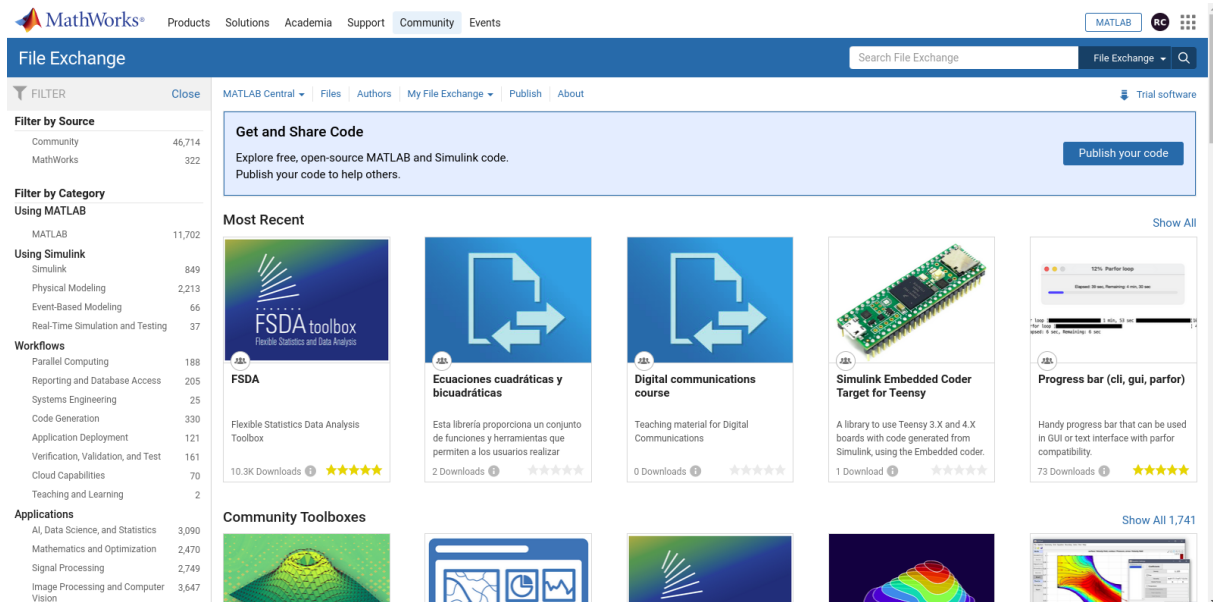 MathWorks®
Products Solutions Academia Support Community Events
MATLAB
RC
File Exchange
Search File Exchange
File Exchange
FILTER
Close
MATLAB Central
Files
Authors
My File Exchange
Publish
About
Trial software
Filter by Source
Community 46,714
MathWorks 322
Filter by Category
Using MATLAB
MATLAB 11,702
Using Simulink
Simulink 849
Physical Modeling 2,213
Event-Based Modeling 66
Real-Time Simulation and Testing 37
Workflows
Parallel Computing 188
Reporting and Database Access 205
Systems Engineering 25
Code Generation 330
Application Deployment 121
Verification, Validation, and Test 161
Cloud Capabilities 70
Teaching and Learning 2
Applications
AI, Data Science, and Statistics 3,090
Mathematics and Optimization 2,470
Signal Processing 2,749
Image Processing and Computer 3,647
Vision
Get and Share Code
Explore free, open-source MATLAB and Simulink code.
Publish your code to help others.
Publish your code
Most Recent
Show All
FSDA toolbox
Flexible Statistics and Data Analysis
FSDA
Flexible Statistics Data Analysis
Toolbox
10.3K Downloads
Ecuaciones cuadráticas y
bicuadráticas
Esta librería proporciona un conjunto
de funciones y herramientas que
permiten a los usuarios realizar
2 Downloads
Digital communications
course
Teaching material for Digital
Communications
0 Downloads
Simulink Embedded Coder
Target for Teensy
A library to use Teensy 3.X and 4.X
boards with code generated from
Simulink, using the Embedded coder.
1 Download
12% Parfor loop
Elapsed: 39 sec, Remaining: 4 min, 30 sec
Progress bar (cli, gui, parfor)
Handy progress bar that can be used
in GUI or text interface with parfor
compatibility.
73 Downloads
Community Toolboxes
Show All 1,741